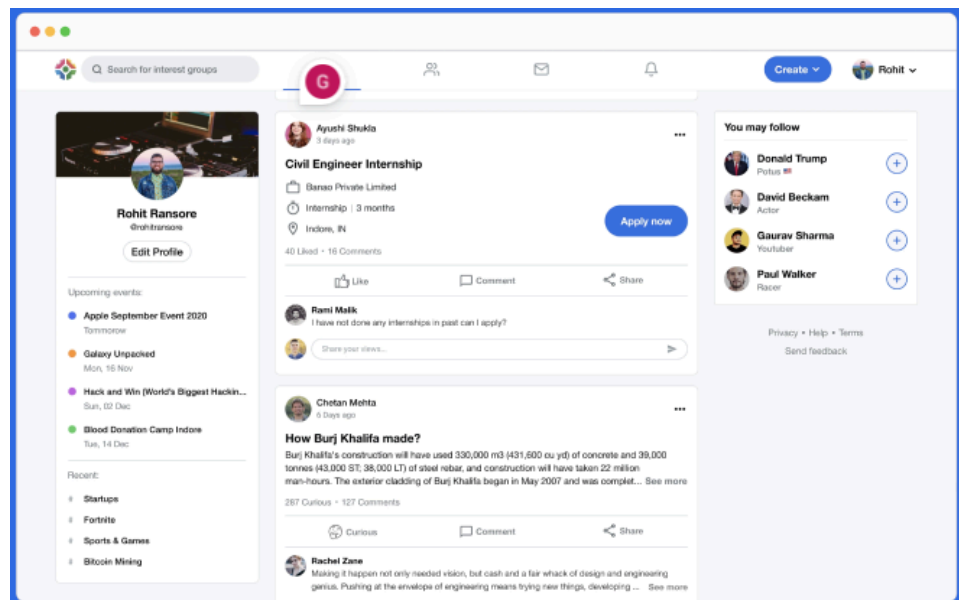 Search for interest groups
G
Create
Rohit
Rohit Ransore
@rohitransore
Edit Profile
Upcoming events:
Apple September Event 2020
Tommorow
Galaxy Unpacked
Mon, 16 Nov
Hack and Win (World's Biggest Hackin...
Sun, 02 Dec
Blood Donation Camp Indore
Tue, 14 Dec
Recent:
# Startups
# Fortnite
# Sports & Games
# Bitcoin Mining
Ayushi Shukla
3 days ago
Civil Engineer Internship
Banao Private Limited
Internship | 3 months
Indore, IN
Apply now
40 Liked • 16 Comments
Like
Comment
Share
Rami Malik
I have not done any internships in past can I apply?
Share your views...
Chetan Mehta
6 Days ago
How Burj Khalifa made?
Burj Khalifa's construction will have used 330,000 m3 (431,600 cu yd) of concrete and 39,000
tonnes (43,000 ST; 38,000 LT) of steel rebar, and construction will have taken 22 million
man-hours. The exterior cladding of Burj Khalifa began in May 2007 and was complet... See more
287 Curious • 127 Comments
Curious
Comment
Share
Rachel Zane
Making it happen not only needed vision, but cash and a fair whack of design and engineering
genius. Pushing at the envelope of engineering means trying new things, developing ... See more
You may follow
Donald Trump
Potus 🇺🇸
David Beckam
Actor
Gaurav Sharma
Youtuber
Paul Walker
Racer
Privacy • Help • Terms
Send feedback